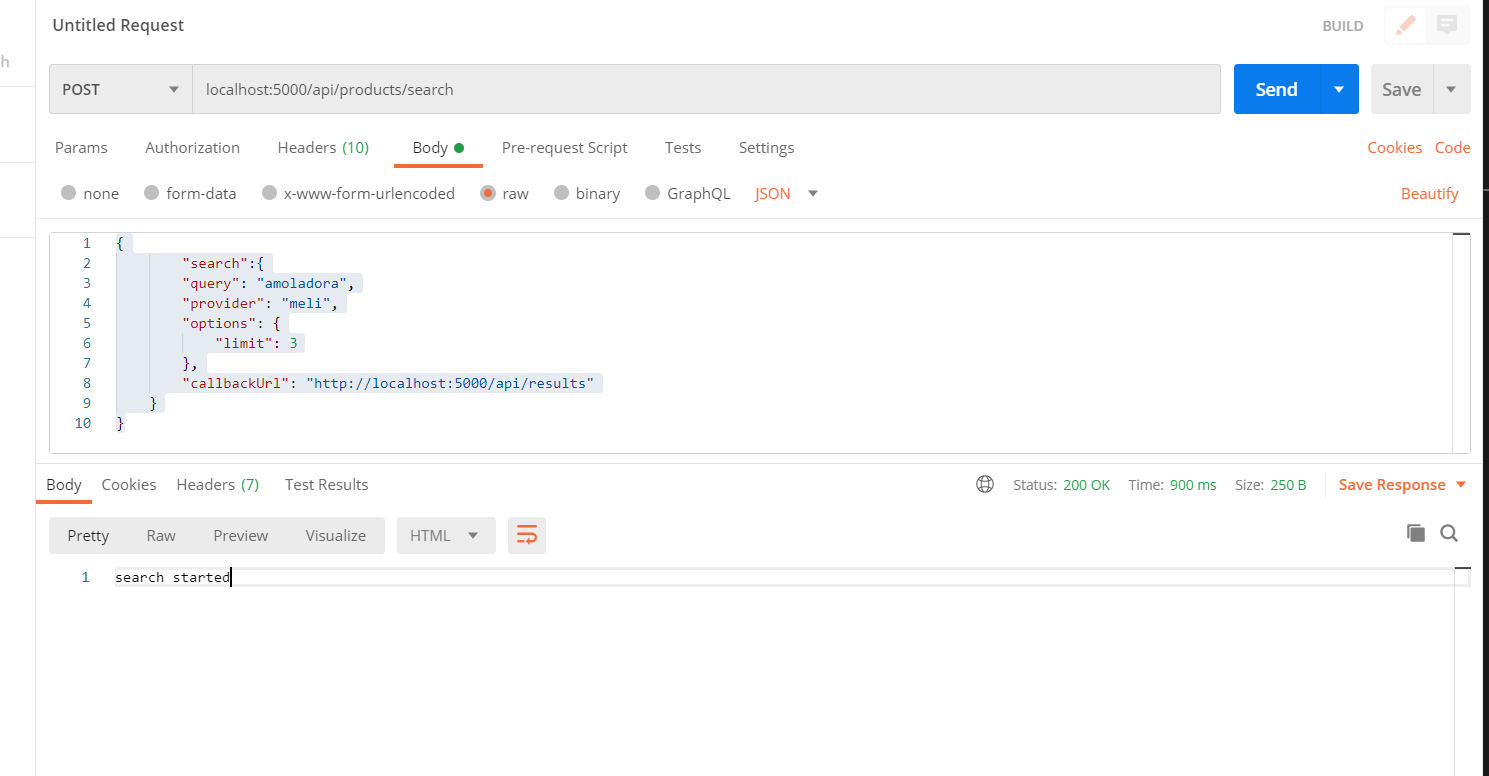 Untitled Request
BUILD
h
POST
localhost:5000/api/products/search
Send
Save
Params
Authorization
Headers (10)
Body
Pre-request Script
Tests
Settings
Cookies
Code
none
form-data
x-www-form-urlencoded
raw
binary
GraphQL
JSON
Beautify
1 {
2 "search":{
3 "query": "amoladora",
4 "provider": "meli",
5 "options": {
6 "limit": 3
7 },
8 "callbackUrl": "http://localhost:5000/api/results"
9 }
10 }
Body
Cookies
Headers (7)
Test Results
Status: 200 OK
Time: 900 ms
Size: 250 B
Save Response
Pretty
Raw
Preview
Visualize
HTML
1 search started